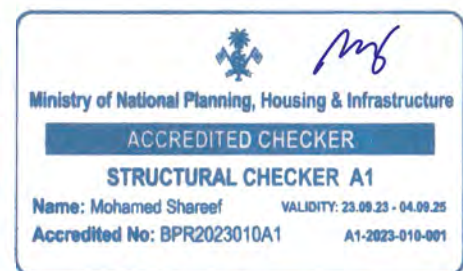 Ministry of National Planning, Housing & Infrastructure
ACCREDITED CHECKER
STRUCTURAL CHECKER A1
Name: Mohamed Shareef VALIDITY: 23.09.23 - 04.09.25
Accredited No: BPR2023010A1 A1-2023-010-001